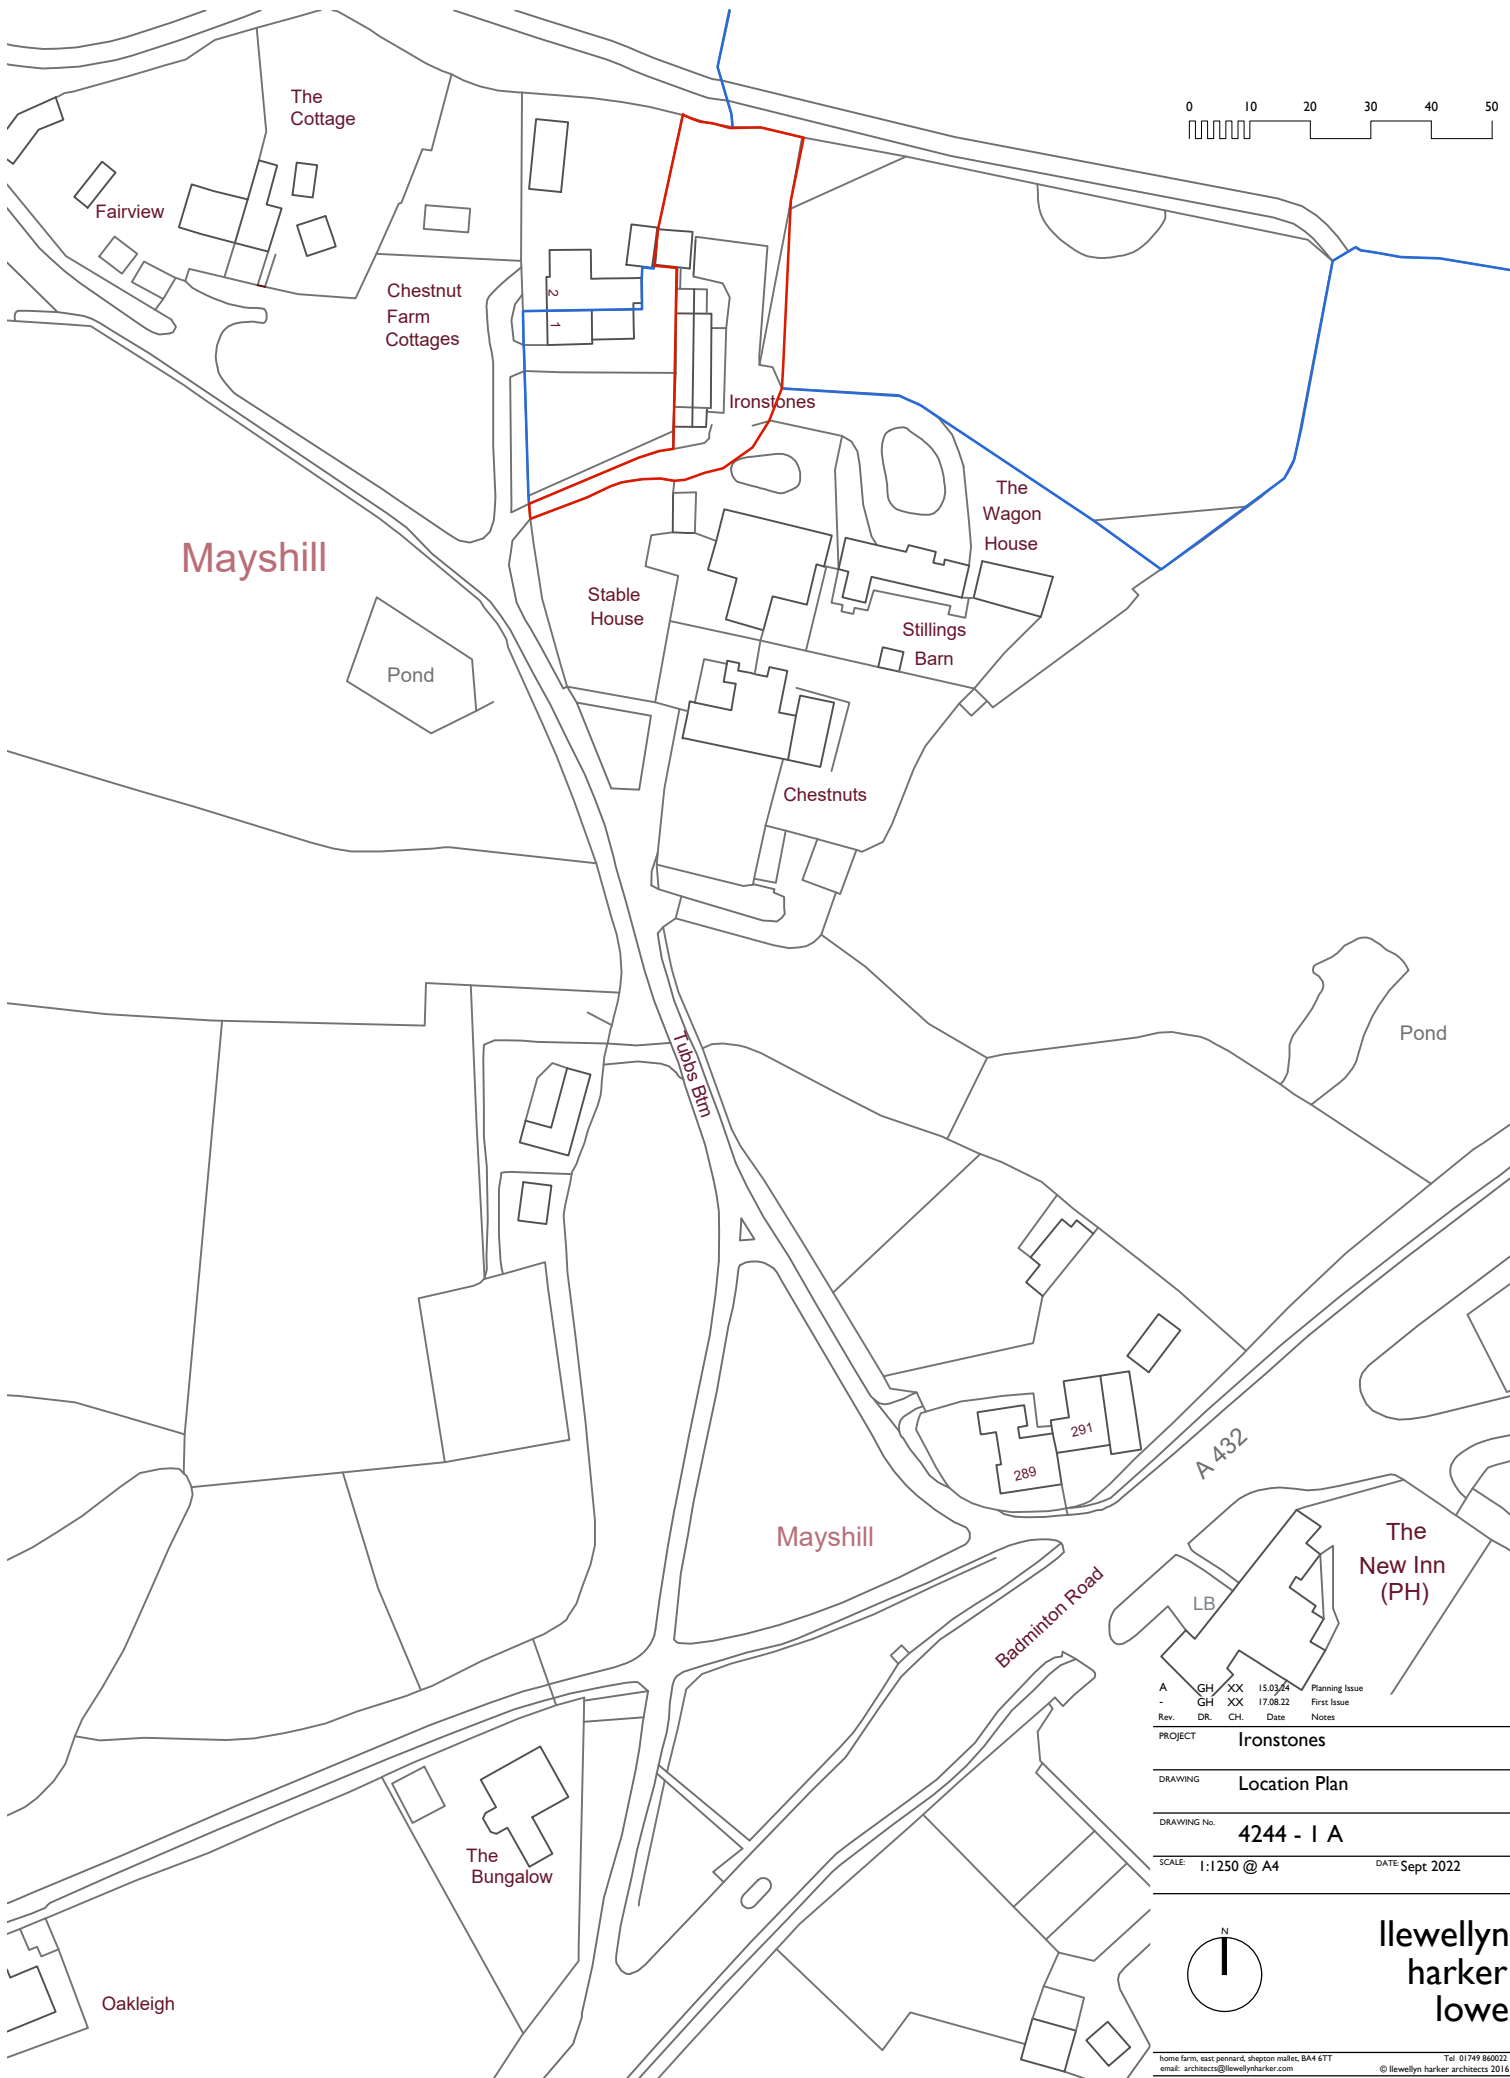 0 10 20 30 40 50
The
Cottage
Fairview
Chestnut
Farm
Cottages
2
1
Ironstones
The
Wagon
House
Mayshill
Stable
House
Stillings
Barn
Pond
Chestnuts
Pond
Tubbs Btm
291
289
A 432
Mayshill
The
New Inn
(PH)
LB
Badminton Road
The
Bungalow
Oakleigh
A GH XX 15.03.24 Planning Issue
- GH XX 17.08.22 First Issue
Rev. DR. CH. Date Notes
PROJECT Ironstones
DRAWING Location Plan
DRAWING No. 4244 - 1 A
SCALE: 1:1250 @ A4 DATE: Sept 2022
N
llewellyn
harker
lowe
home farm, east pennard, shepton mallet, BA4 6TT Tel 01749 860022
email: architects@llewellynharker.com © llewellyn harker architects 2016